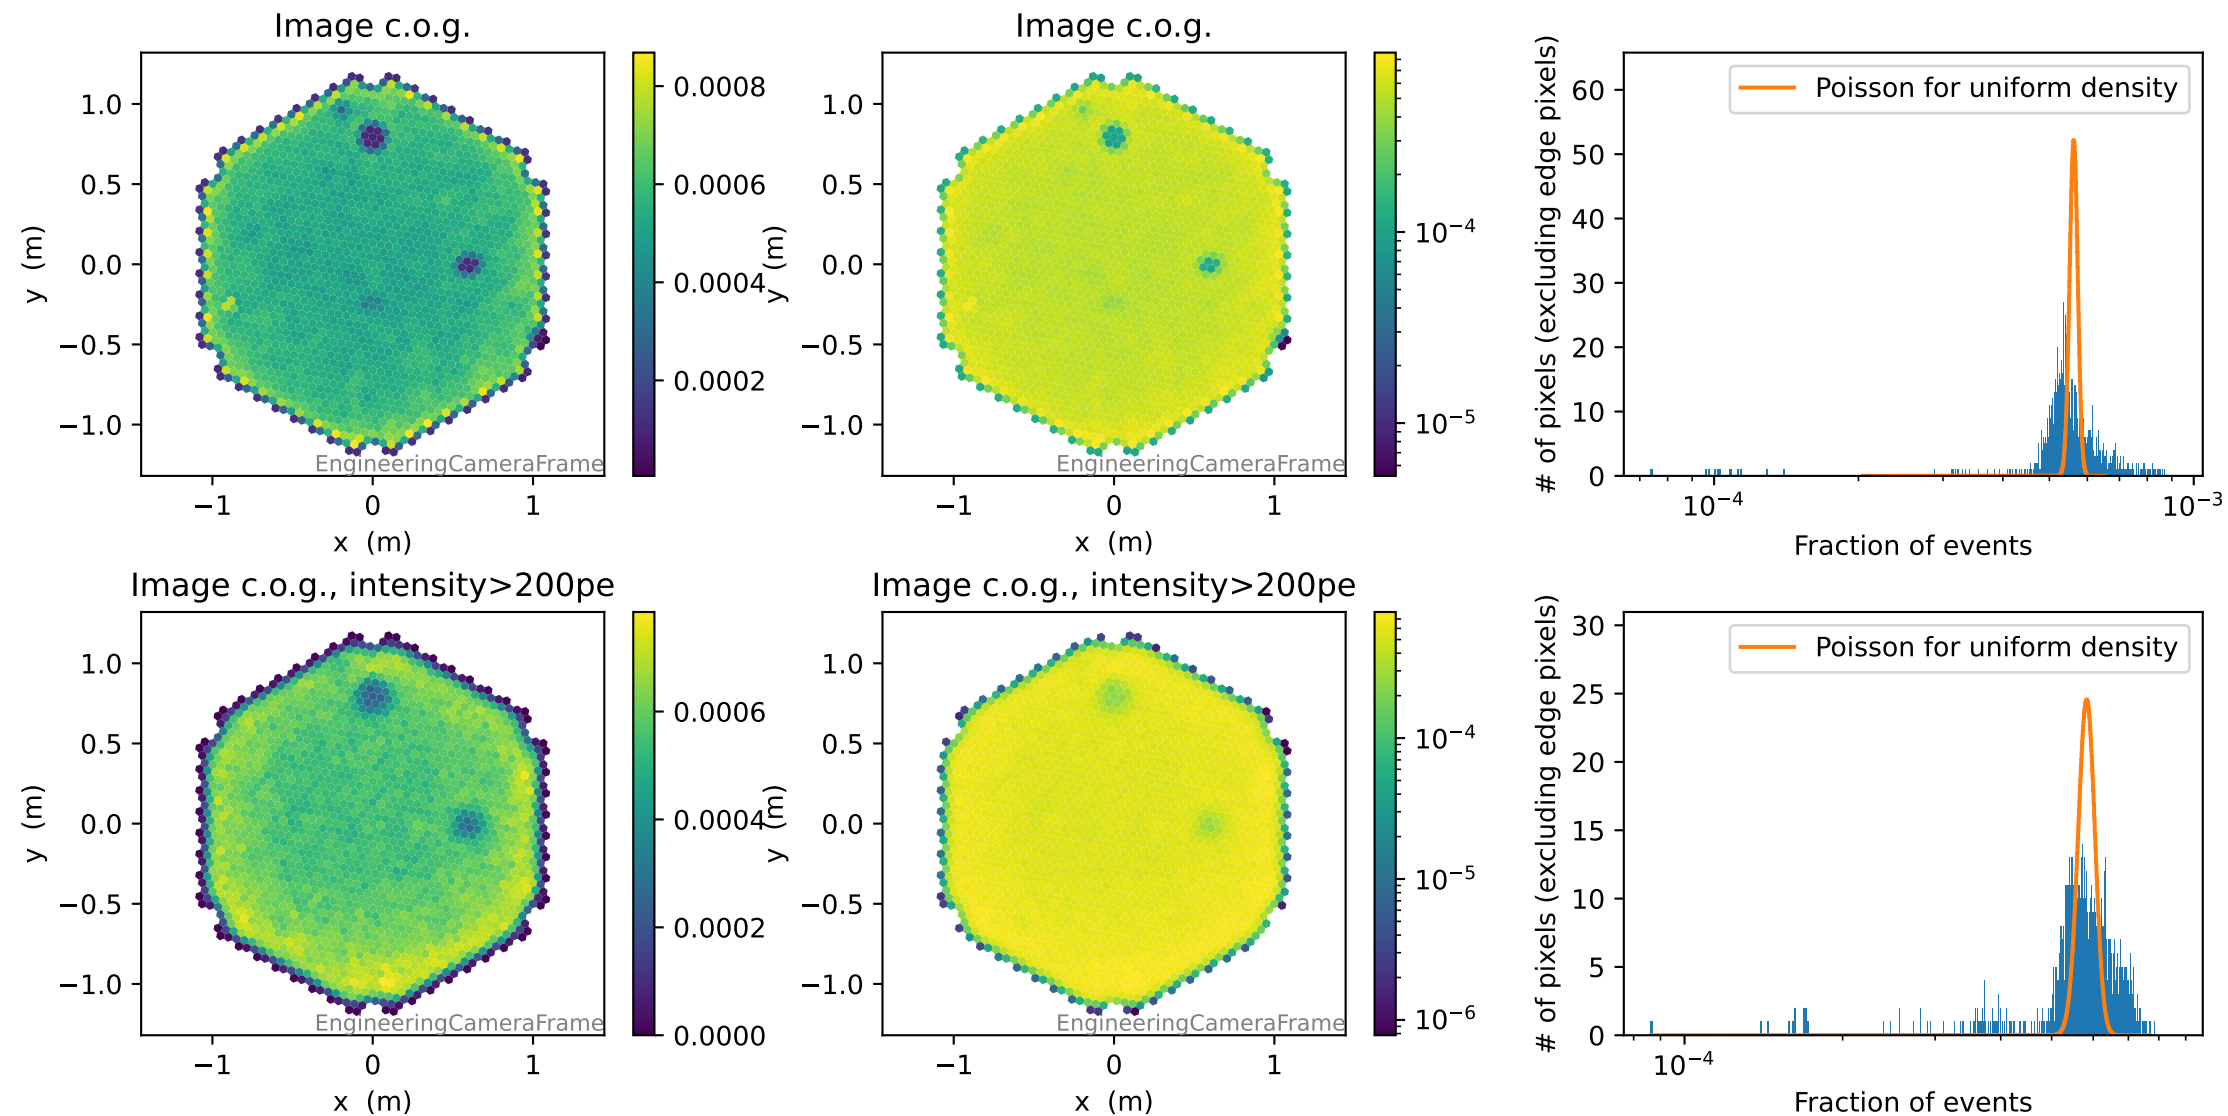 Image c.o.g.
1.0
0.5
0.0
−0.5
−1.0
y (m)
−1
0
1
x (m)
EngineeringCameraFrame
0.0008
0.0006
0.0004
0.0002
Image c.o.g.
1.0
0.5
0.0
−0.5
−1.0
y (m)
−1
0
1
x (m)
EngineeringCameraFrame
10⁻⁴
10⁻⁵
# of pixels (excluding edge pixels)
60
50
40
30
20
10
0
Poisson for uniform density
10⁻⁴
10⁻³
Fraction of events
Image c.o.g., intensity>200pe
1.0
0.5
0.0
−0.5
−1.0
y (m)
−1
0
1
x (m)
EngineeringCameraFrame
0.0006
0.0004
0.0002
0.0000
Image c.o.g., intensity>200pe
1.0
0.5
0.0
−0.5
−1.0
y (m)
−1
0
1
x (m)
EngineeringCameraFrame
10⁻⁴
10⁻⁵
10⁻⁶
# of pixels (excluding edge pixels)
30
25
20
15
10
5
0
Poisson for uniform density
10⁻⁴
Fraction of events